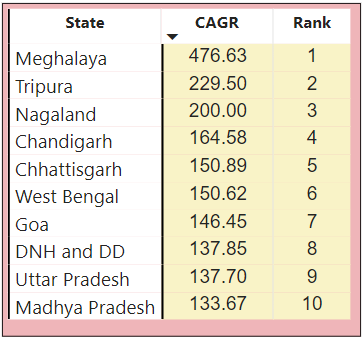 State CAGR Rank
Meghalaya 476.63 1
Tripura 229.50 2
Nagaland 200.00 3
Chandigarh 164.58 4
Chhattisgarh 150.89 5
West Bengal 150.62 6
Goa 146.45 7
DNH and DD 137.85 8
Uttar Pradesh 137.70 9
Madhya Pradesh 133.67 10